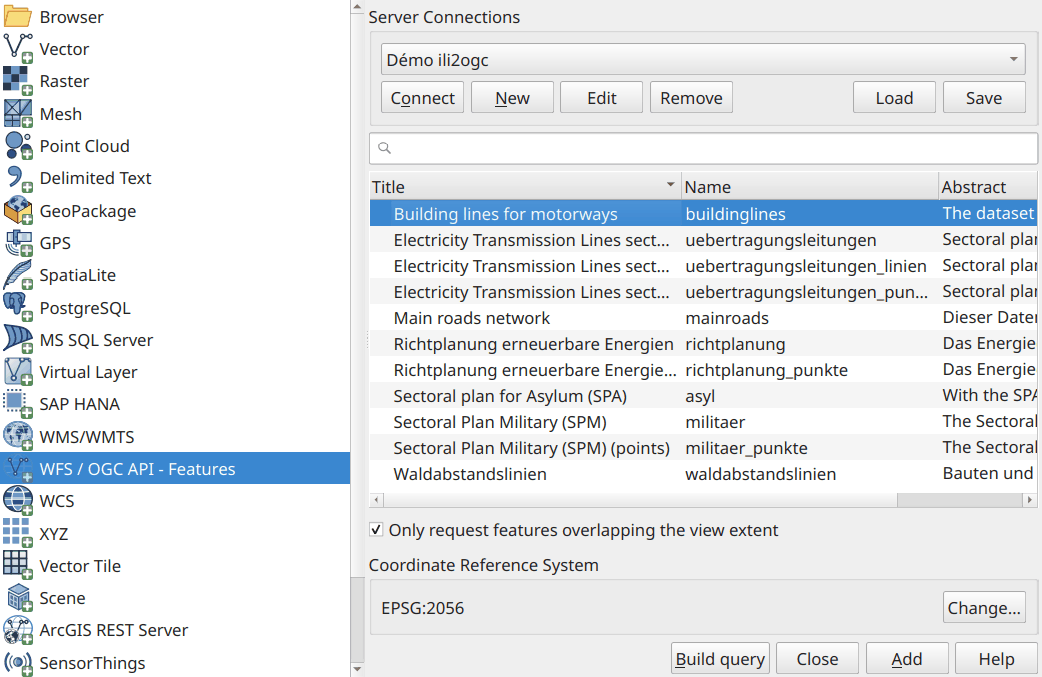 Browser
Vector
Raster
Mesh
Point Cloud
Delimited Text
GeoPackage
GPS
SpatiaLite
PostgreSQL
MS SQL Server
Virtual Layer
SAP HANA
WMS/WMTS
WFS / OGC API - Features
WCS
XYZ
Vector Tile
Scene
ArcGIS REST Server
SensorThings
Server Connections
Démo ili2ogc
Connect New Edit Remove Load Save
Title Name Abstract
Building lines for motorways buildinglines The dataset
Electricity Transmission Lines sect... uebertragungsleitungen Sectoral plan
Electricity Transmission Lines sect... uebertragungsleitungen_linien Sectoral plan
Electricity Transmission Lines sect... uebertragungsleitungen_pun... Sectoral plan
Main roads network mainroads Dieser Daten
Richtplanung erneuerbare Energien richtplanung Das Energie
Richtplanung erneuerbare Energie... richtplanung_punkte Das Energie
Sectoral plan for Asylum (SPA) asyl With the SPA
Sectoral Plan Military (SPM) militaer The Sectoral
Sectoral Plan Military (SPM) (points) militaer_punkte The Sectoral
Waldabstandslinien waldabstandslinien Bauten und
Only request features overlapping the view extent
Coordinate Reference System
EPSG:2056 Change...
Build query Close Add Help